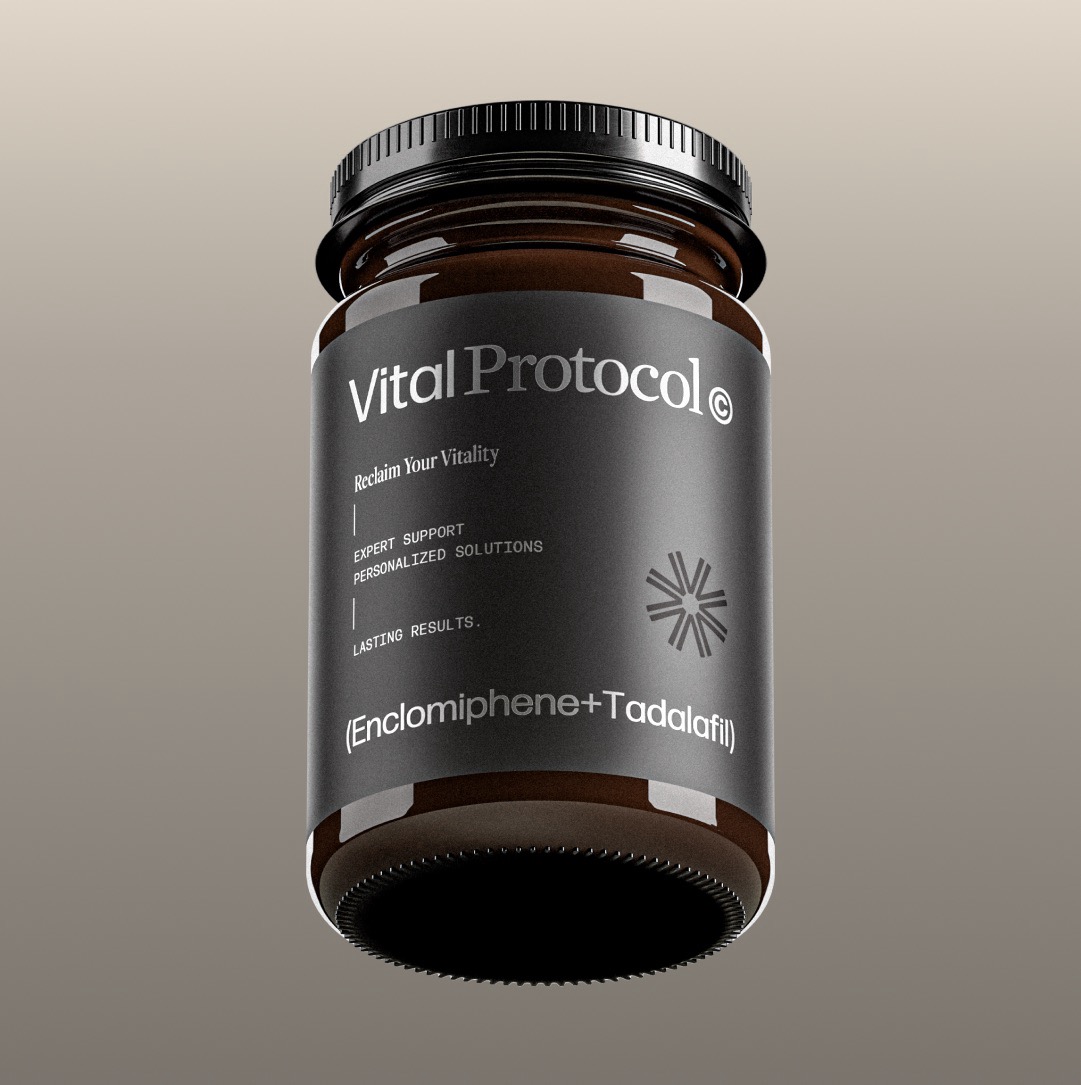 Vital Protocol ©
Reclaim Your Vitality
EXPERT SUPPORT
PERSONALIZED SOLUTIONS
LASTING RESULTS.
(Enclomiphene+Tadalafil)